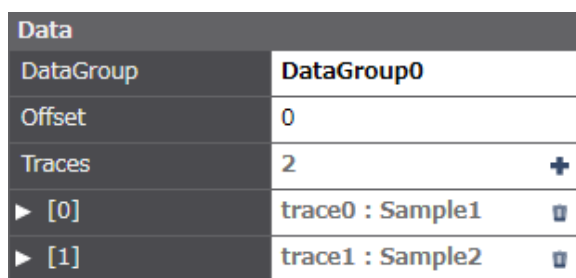 Data
DataGroup DataGroup0
Offset 0
Traces 2
[0] trace0 : Sample1
[1] trace1 : Sample2